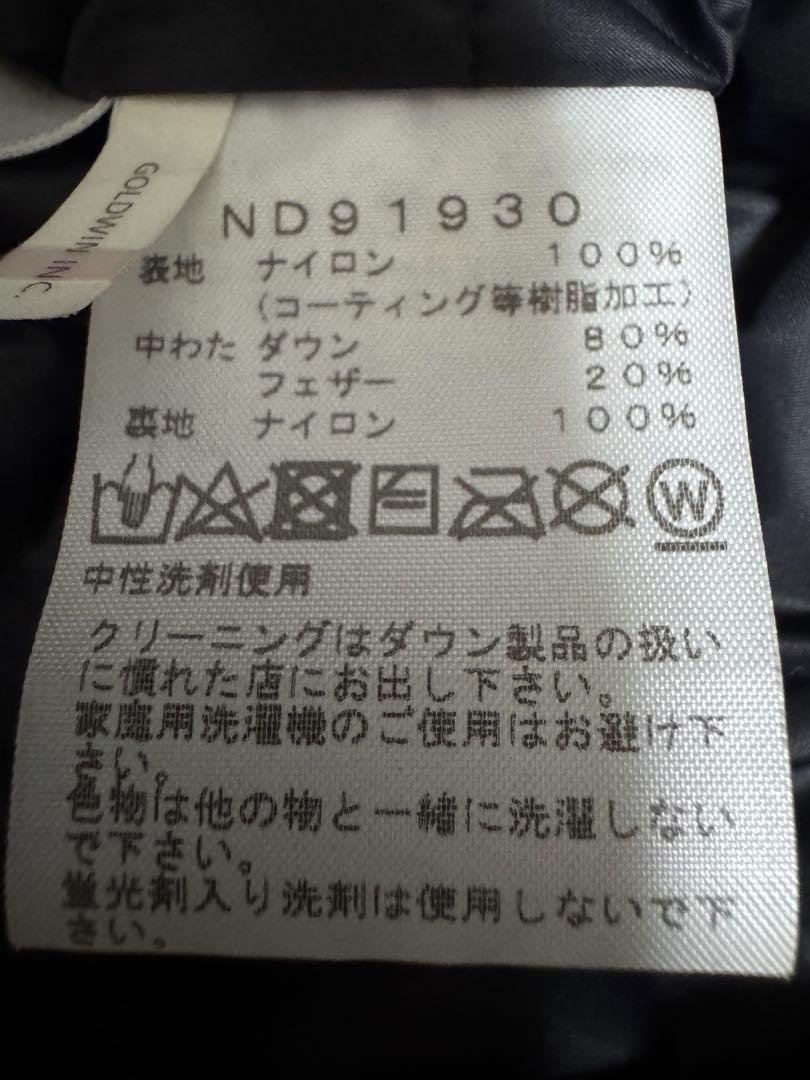 GOLDWIN INC.
ND91930
表地 ナイロン 100%
(コーティング等樹脂加工)
中わた ダウン 80%
フェザー 20%
裏地 ナイロン 100%
W
中性洗剤使用
クリーニングはダウン製品の扱い
に慣れた店にお出し下さい。
家庭用洗濯機のご使用はお避け下
さい。
色物は他の物と一緒に洗濯しない
で下さい。
蛍光剤入り洗剤は使用しないで下
さい。